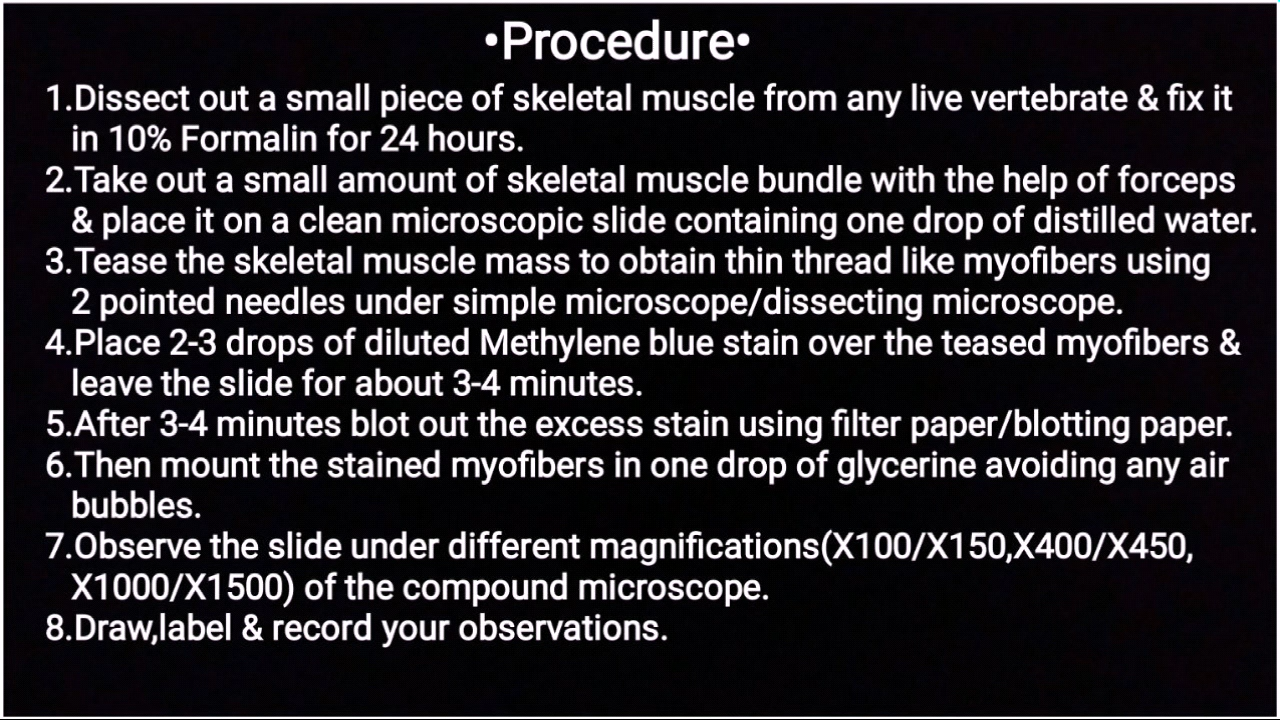 •Procedure•
1.Dissect out a small piece of skeletal muscle from any live vertebrate & fix it
in 10% Formalin for 24 hours.
2.Take out a small amount of skeletal muscle bundle with the help of forceps
& place it on a clean microscopic slide containing one drop of distilled water.
3.Tease the skeletal muscle mass to obtain thin thread like myofibers using
2 pointed needles under simple microscope/dissecting microscope.
4.Place 2-3 drops of diluted Methylene blue stain over the teased myofibers &
leave the slide for about 3-4 minutes.
5.After 3-4 minutes blot out the excess stain using filter paper/blotting paper.
6.Then mount the stained myofibers in one drop of glycerine avoiding any air
bubbles.
7.Observe the slide under different magnifications(X100/X150,X400/X450,
X1000/X1500) of the compound microscope.
8.Draw,label & record your observations.